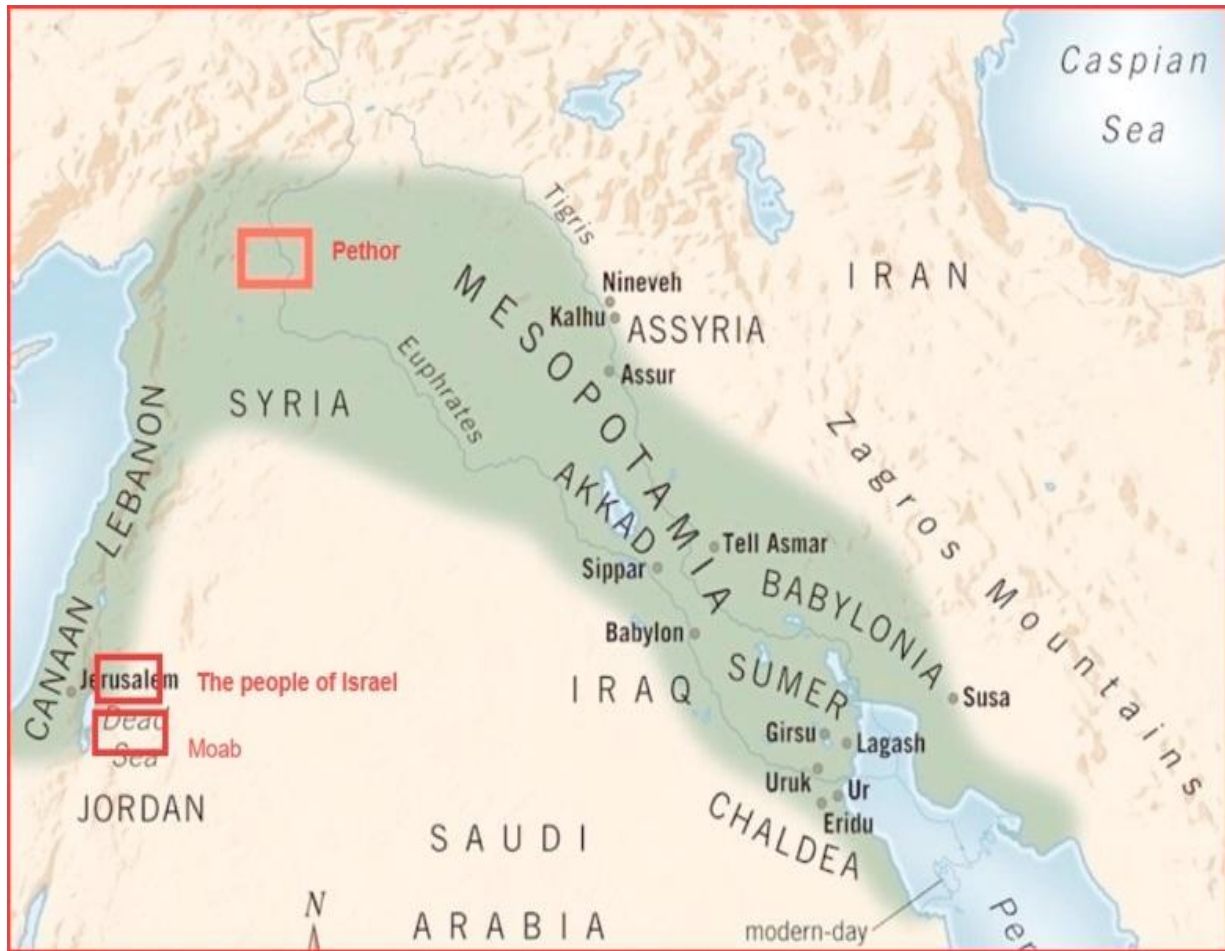 Caspian
Sea
Tigris
Pethor
IRAN
Nineveh
Kalhu
ASSYRIA
MESOPOTAMIA
Assur
Euphrates
SYRIA
LEBANON
CANAAN
Zagros Mountains
AKKAD
Tell Asmar
Sippar
BABYLONIA
Babylon
Jerusalem
The people of Israel
SUMER
IRAQ
Susa
Dead
Sea
Moab
Girsu
Lagash
Uruk
Ur
Eridu
JORDAN
CHALDEA
SAUDI
ARABIA
N
modern-day